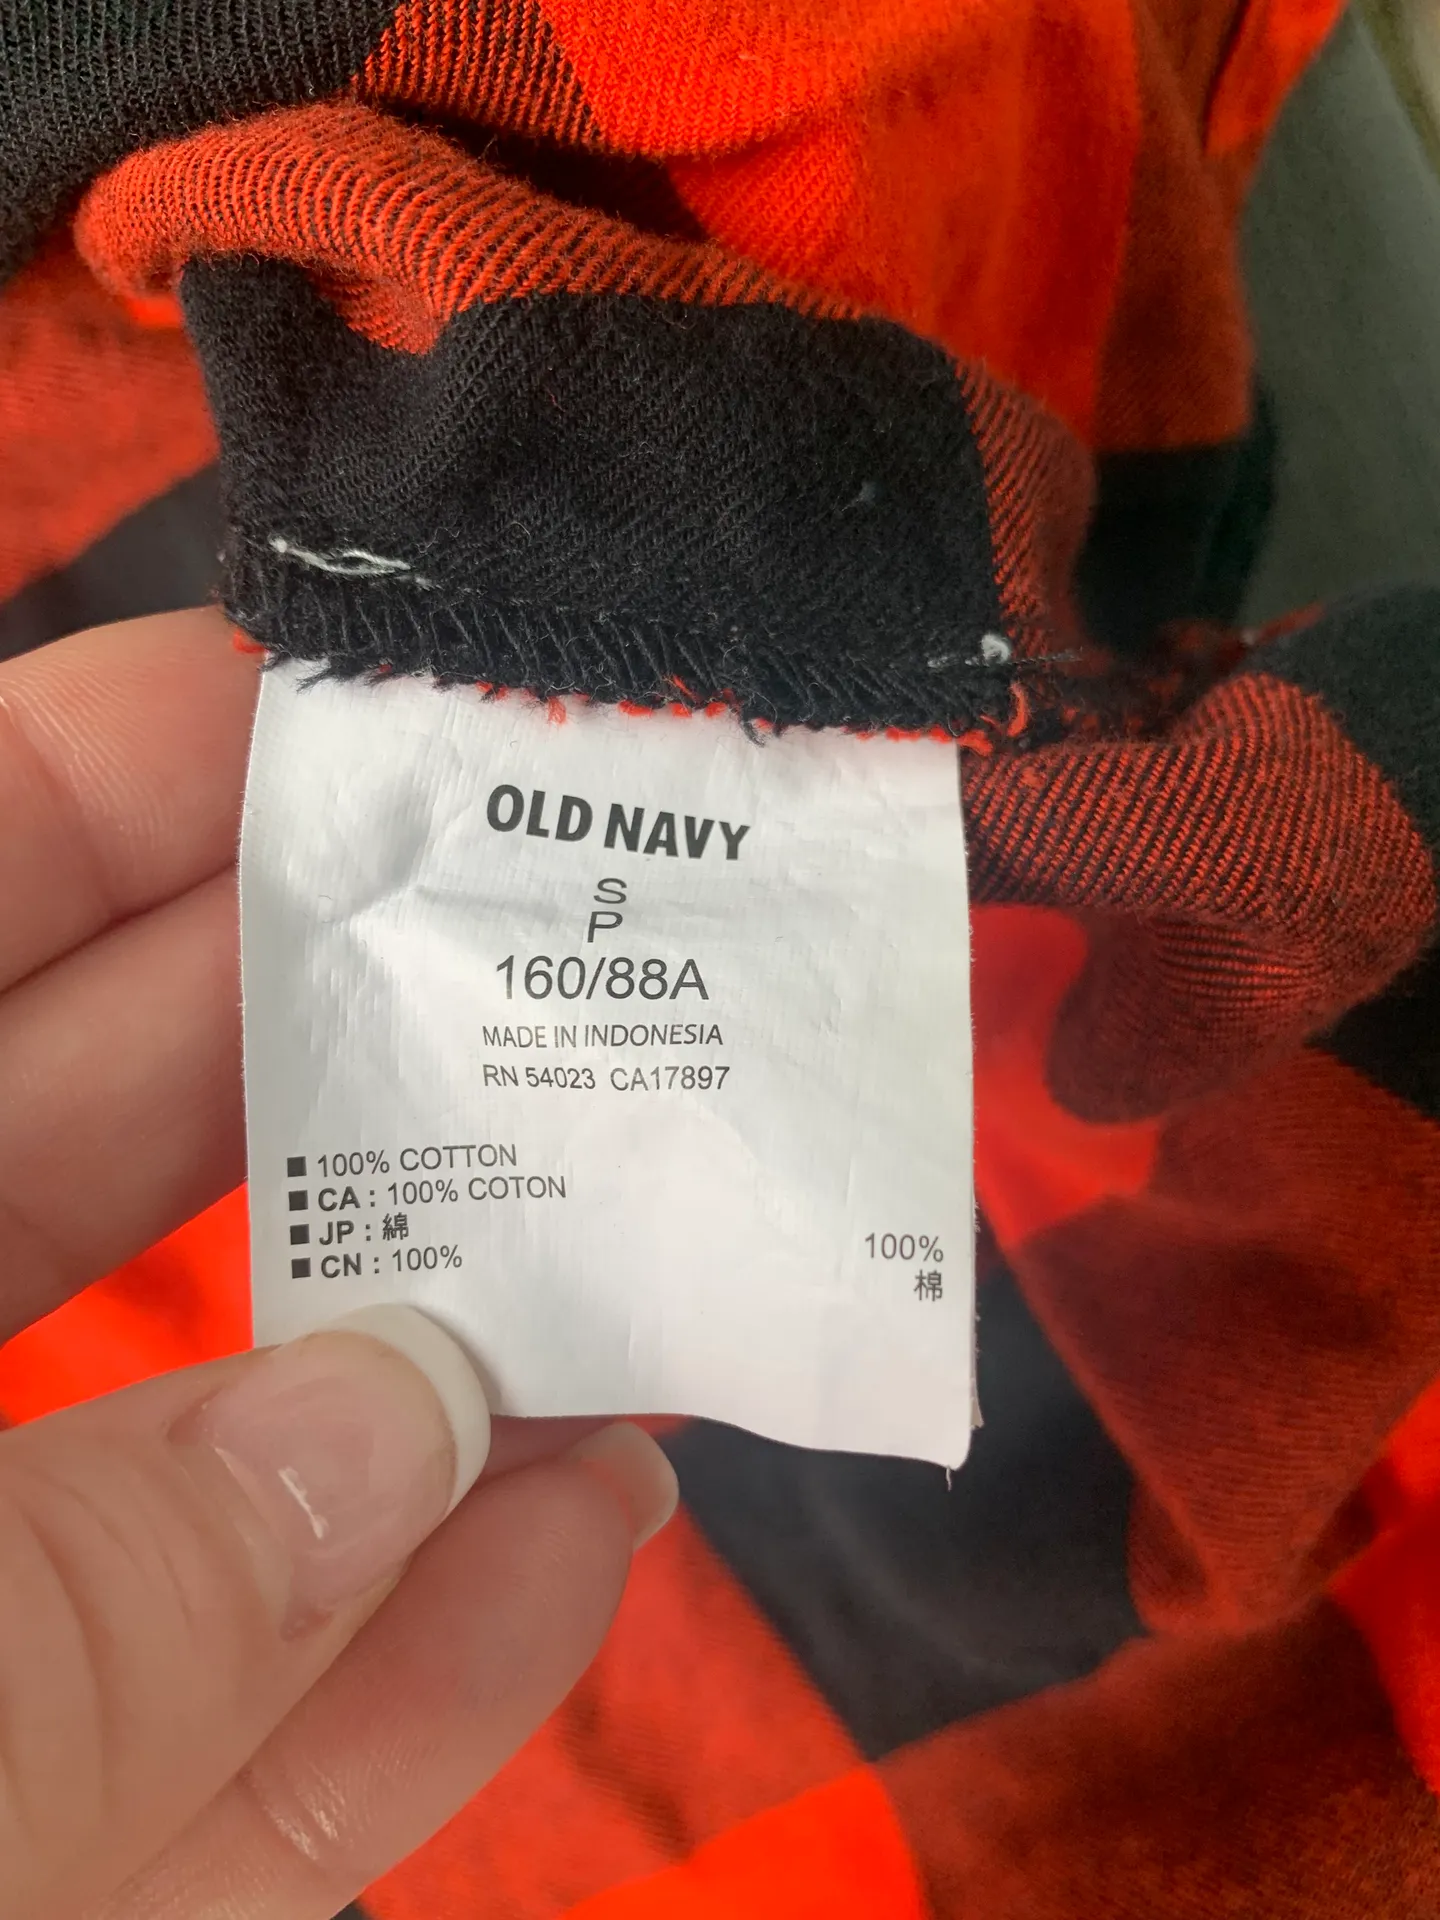 OLD NAVY
S
P
160/88A
MADE IN INDONESIA
RN 54023 CA17897
■ 100% COTTON
■ CA : 100% COTON
■ JP : 綿
100%
■ CN : 100%
棉